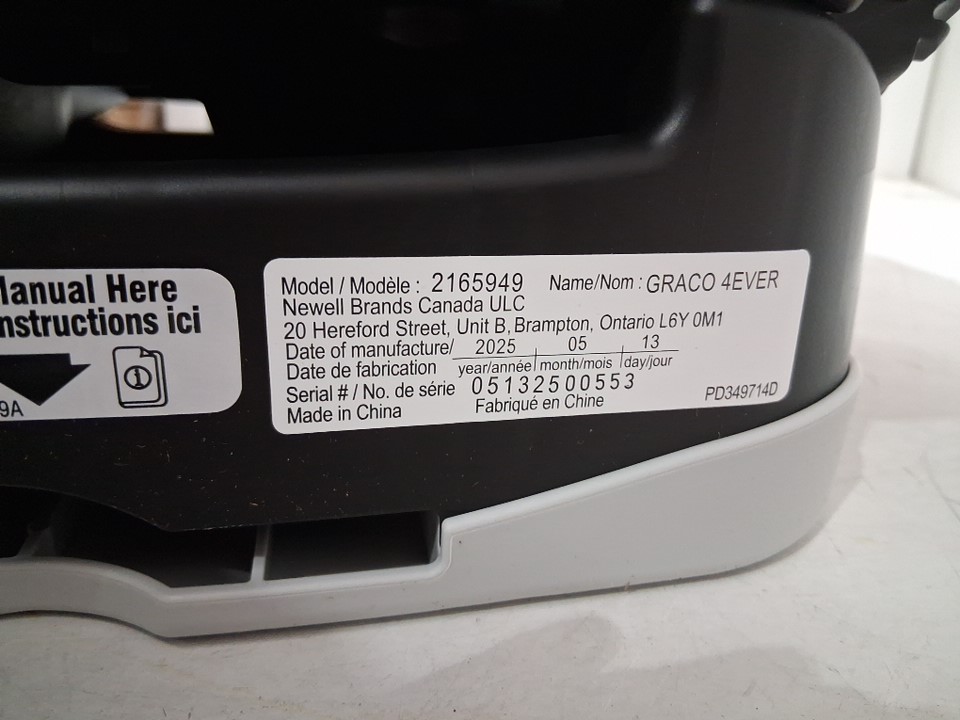 Manual Here
Instructions ici
9A
Model / Modèle : 2165949 Name/Nom : GRACO 4EVER
Newell Brands Canada ULC
20 Hereford Street, Unit B, Brampton, Ontario L6Y 0M1
Date of manufacture/ 2025 05 13
Date de fabrication year/année month/mois day/jour
Serial # / No. de série 05132500553
Made in China Fabriqué en Chine PD349714D